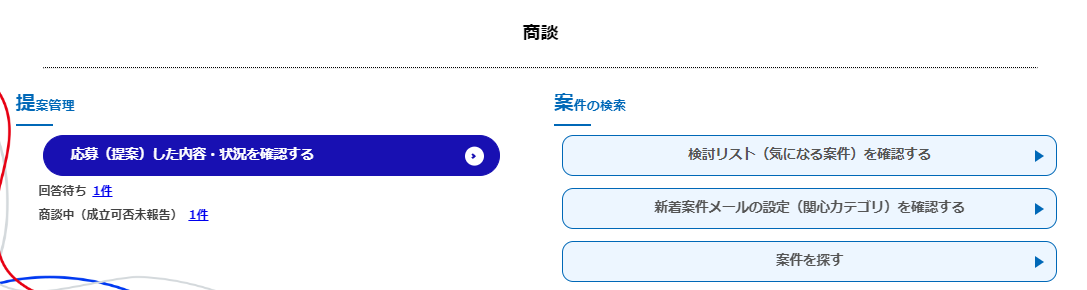 商談
提案管理
応募（提案）した内容・状況を確認する
回答待ち 1件
商談中（成立可否未報告） 1件
案件の検索
検討リスト（気になる案件）を確認する
新着案件メールの設定（関心カテゴリ）を確認する
案件を探す